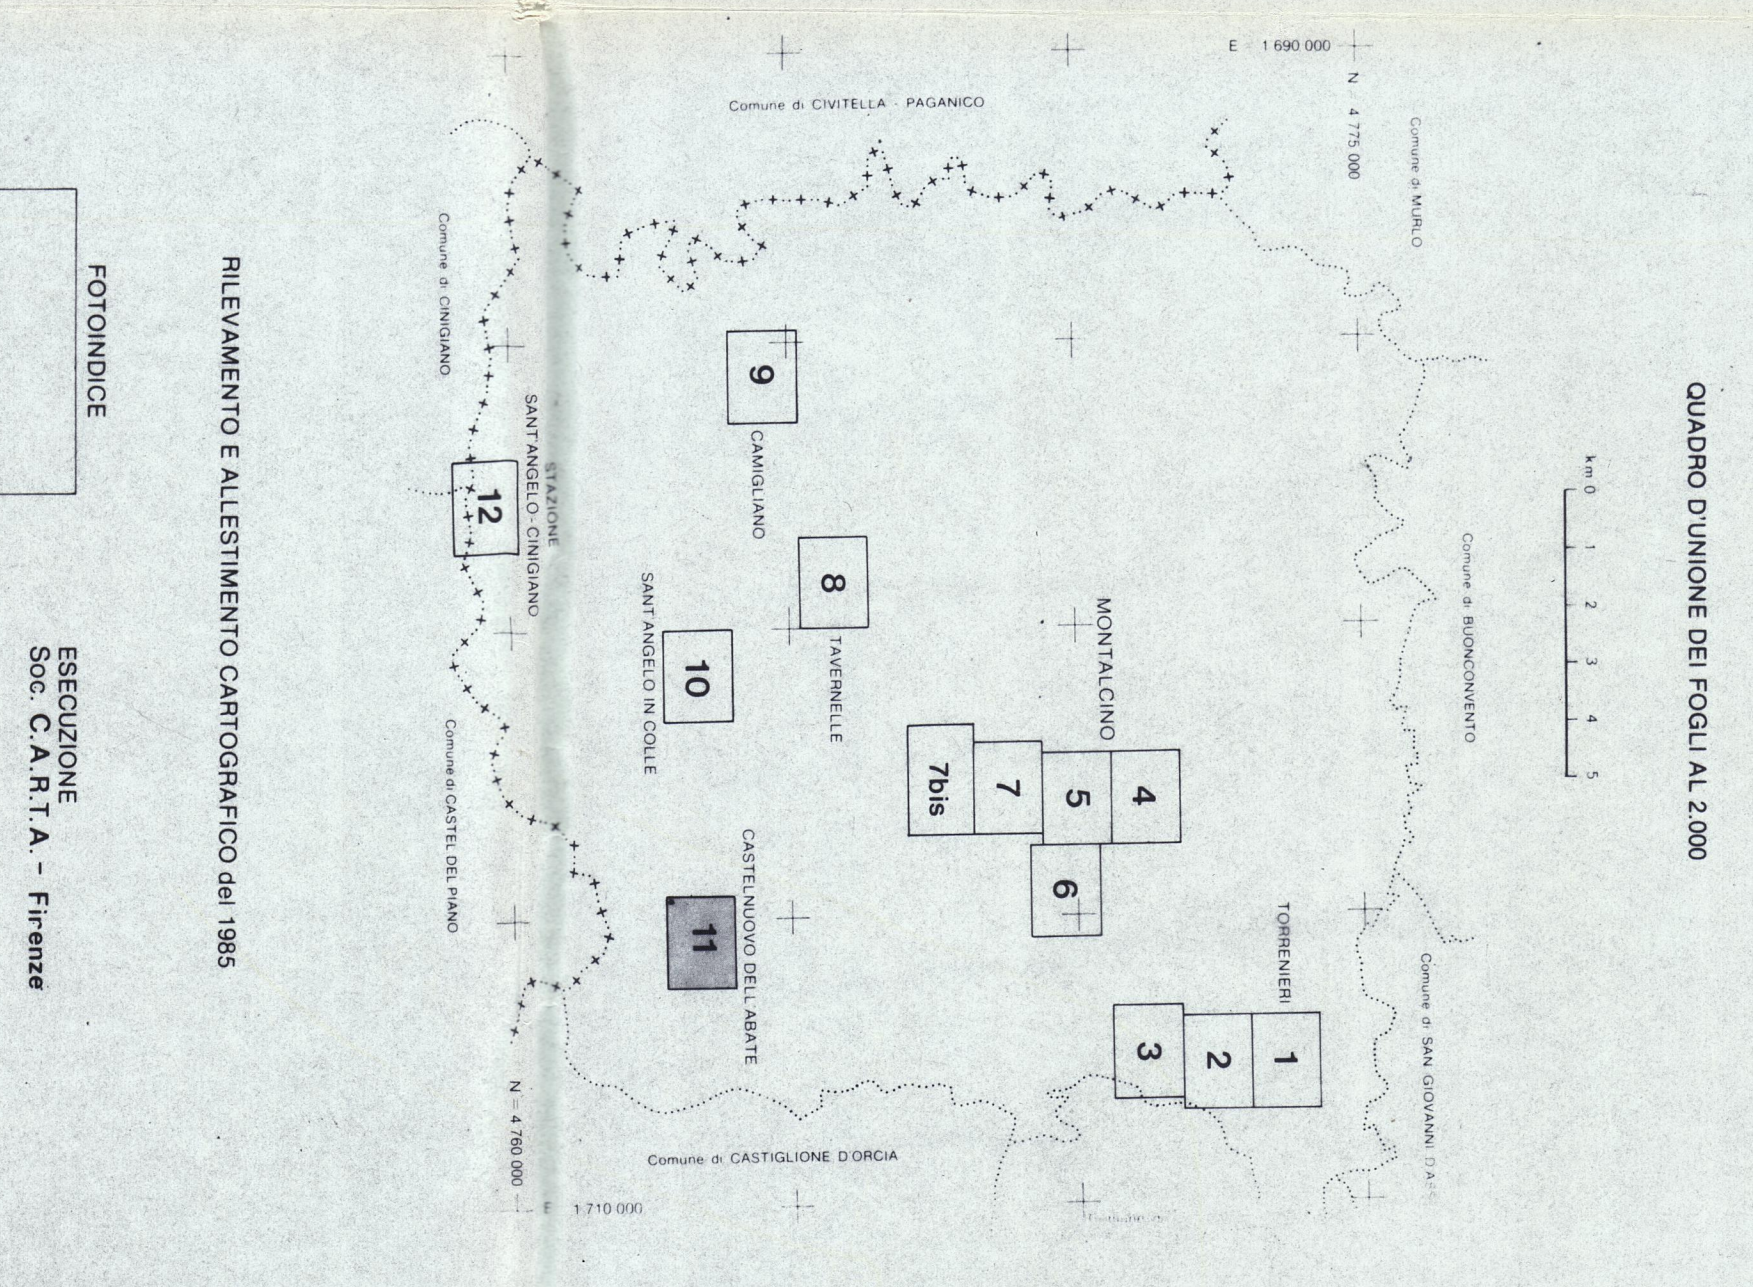 QUADRO D'UNIONE DEI FOGLI AL 2.000
km 0 1 2 3 4 5
Comune di MURLO
Comune di BUONCONVENTO
Comune di SAN GIOVANNI
E = 1 690 000
N 4 775 000
Comune di CIVITELLA - PAGANICO
TORRENIERI
1
2
3
MONTALCINO
4
5
6
7
7bis
TAVERNELLE
8
CAMIGLIANO
9
SANT'ANGELO IN COLLE
10
CASTELNUOVO DELL'ABATE
11
STAZIONE
SANT'ANGELO - CINIGIANO
12
Comune di CINIGIANO
Comune di CASTEL DEL PIANO
Comune di CASTIGLIONE D'ORCIA
N = 4 760 000
E 1 710 000
RILEVAMENTO E ALLESTIMENTO CARTOGRAFICO del 1985
FOTOINDICE
ESECUZIONE
Soc. C.A.R.T.A. - Firenze